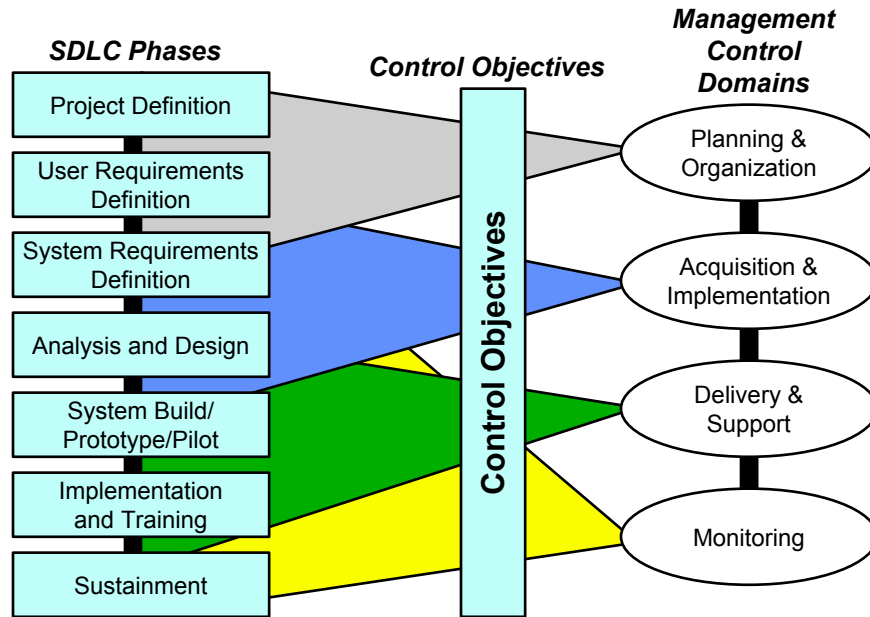 SDLC Phases
Project Definition
User Requirements
Definition
System Requirements
Definition
Analysis and Design
System Build/
Prototype/Pilot
Implementation
and Training
Sustainment
Control Objectives
Control Objectives
Management
Control
Domains
Planning &
Organization
Acquisition &
Implementation
Delivery &
Support
Monitoring